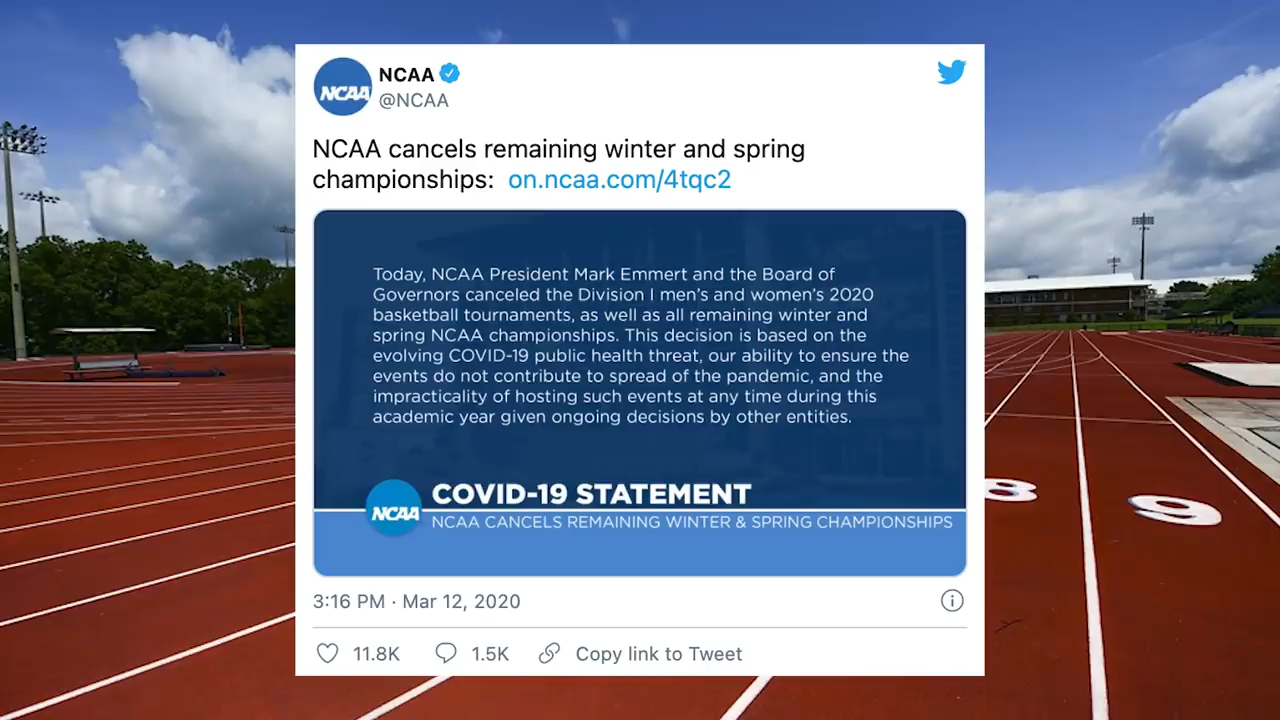 NCAA
NCAA
@NCAA
NCAA cancels remaining winter and spring
championships: on.ncaa.com/4tqc2
Today, NCAA President Mark Emmert and the Board of
Governors canceled the Division I men's and women's 2020
basketball tournaments, as well as all remaining winter and
spring NCAA championships. This decision is based on the
evolving COVID-19 public health threat, our ability to ensure the
events do not contribute to spread of the pandemic, and the
impracticality of hosting such events at any time during this
academic year given ongoing decisions by other entities.
NCAA
COVID-19 STATEMENT
NCAA CANCELS REMAINING WINTER & SPRING CHAMPIONSHIPS
3:16 PM · Mar 12, 2020
11.8K 1.5K Copy link to Tweet
8 9